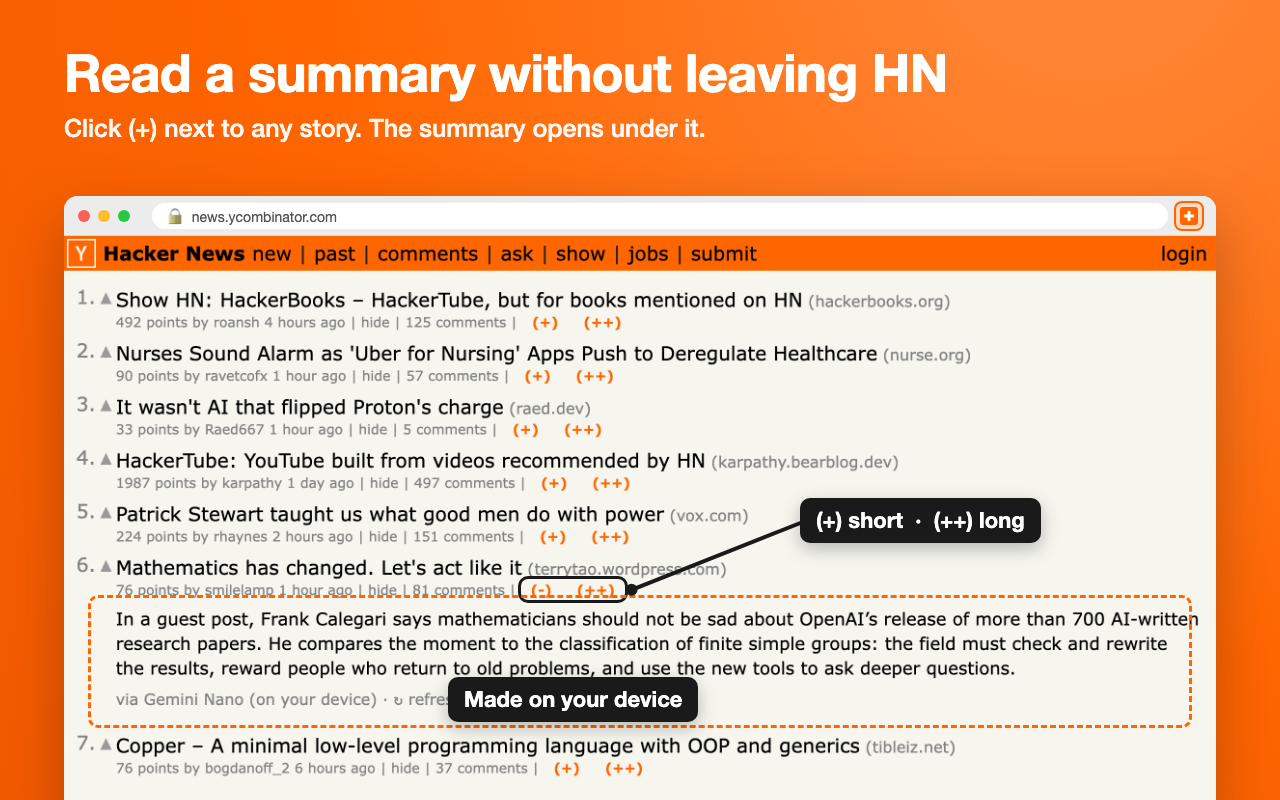 Read a summary without leaving HN
Click (+) next to any story. The summary opens under it.
news.ycombinator.com
Y Hacker News new | past | comments | ask | show | jobs | submit login
1. Show HN: HackerBooks – HackerTube, but for books mentioned on HN (hackerbooks.org)
492 points by roansh 4 hours ago | hide | 125 comments | (+) (++)
2. Nurses Sound Alarm as 'Uber for Nursing' Apps Push to Deregulate Healthcare (nurse.org)
90 points by ravetcofx 1 hour ago | hide | 57 comments | (+) (++)
3. It wasn't AI that flipped Proton's charge (raed.dev)
33 points by Raed667 1 hour ago | hide | 5 comments | (+) (++)
4. HackerTube: YouTube built from videos recommended by HN (karpathy.bearblog.dev)
1987 points by karpathy 1 day ago | hide | 497 comments | (+) (++)
5. Patrick Stewart taught us what good men do with power (vox.com)
224 points by rhaynes 2 hours ago | hide | 151 comments | (+) (++)
(+) short · (++) long
6. Mathematics has changed. Let's act like it (terrytao.wordpress.com)
76 points by smilelamp 1 hour ago | hide | 81 comments | (-) (++)
In a guest post, Frank Calegari says mathematicians should not be sad about OpenAI’s release of more than 700 AI-written
research papers. He compares the moment to the classification of finite simple groups: the field must check and rewrite
the results, reward people who return to old problems, and use the new tools to ask deeper questions.
via Gemini Nano (on your device) · ↻
Made on your device
7. Copper – A minimal low-level programming language with OOP and generics (tibleiz.net)
76 points by bogdanoff_2 6 hours ago | hide | 37 comments | (+) (++)